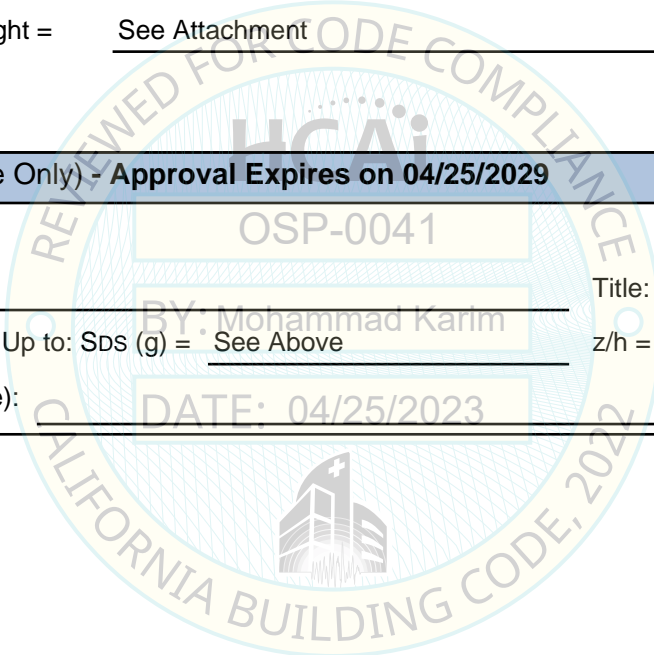 ght = See Attachment
REVIEWED FOR CODE COMPLIANCE
HCAi
e Only) - Approval Expires on 04/25/2029
OSP-0041
Title:
BY: Mohammad Karim
Up to: SDS (g) = See Above z/h =
e):
DATE: 04/25/2023
CALIFORNIA BUILDING CODE, 2022